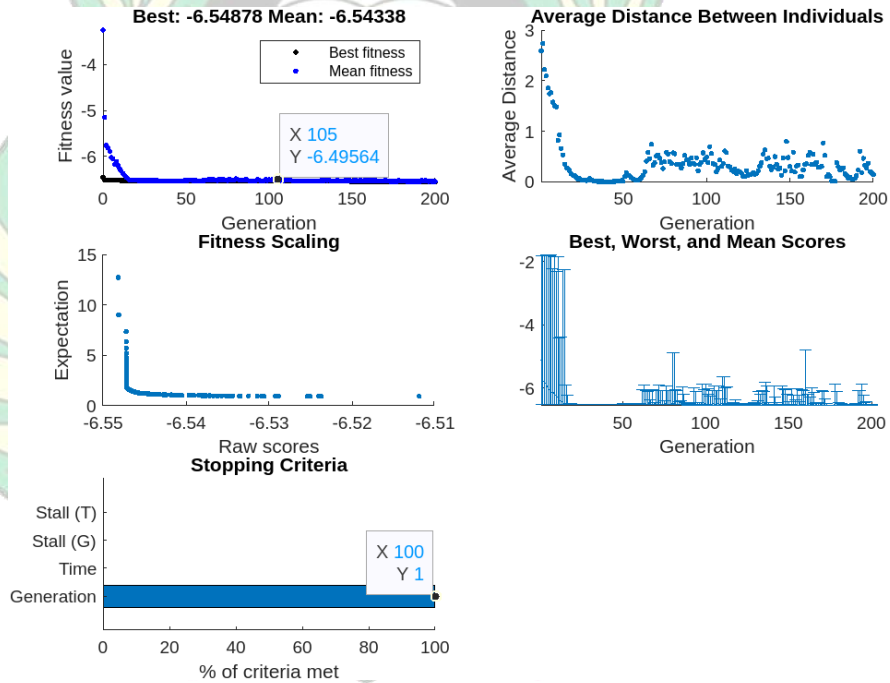 Best: -6.54878 Mean: -6.54338
Fitness value
-4
-5
-6
Best fitness
Mean fitness
X 105
Y -6.49564
0 50 100 150 200
Generation
Average Distance Between Individuals
Average Distance
3
2
1
0
50 100 150 200
Generation
Fitness Scaling
Expectation
15
10
5
0
-6.55 -6.54 -6.53 -6.52 -6.51
Raw scores
Best, Worst, and Mean Scores
-2
-4
-6
50 100 150 200
Generation
Stopping Criteria
Stall (T)
Stall (G)
Time
Generation
X 100
Y 1
0 20 40 60 80 100
% of criteria met